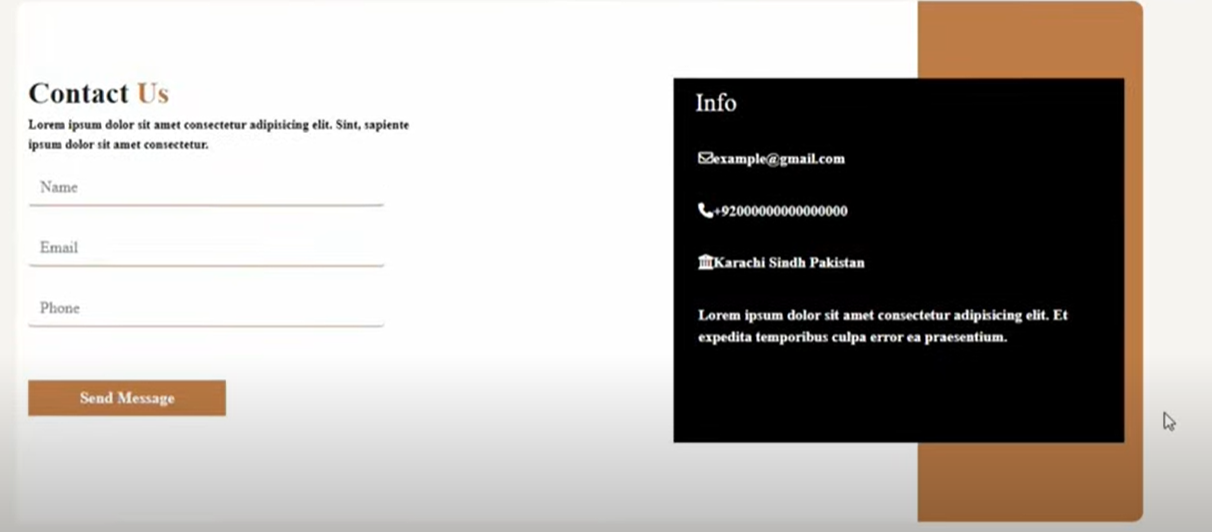 Contact Us
Lorem ipsum dolor sit amet consectetur adipisicing elit. Sint, sapiente
ipsum dolor sit amet consectetur.
Name
Email
Phone
Send Message
Info
example@gmail.com
+92000000000000000
Karachi Sindh Pakistan
Lorem ipsum dolor sit amet consectetur adipisicing elit. Et
expedita temporibus culpa error ea praesentium.